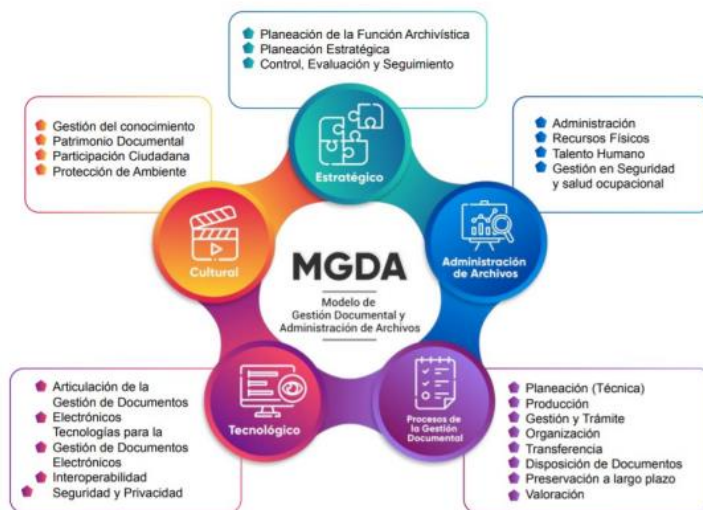 Planeación de la Función Archivística
Planeación Estratégica
Control, Evaluación y Seguimiento
Gestión del conocimiento
Patrimonio Documental
Participación Ciudadana
Protección de Ambiente
Administración
Recursos Físicos
Talento Humano
Gestión en Seguridad
y salud ocupacional
Estratégico
Cultural
Administración
de Archivos
MGDA
Modelo de
Gestión Documental y
Administración de Archivos
Tecnológico
Procesos de
la Gestión
Documental
Articulación de la
Gestión de Documentos
Electrónicos
Tecnologías para la
Gestión de Documentos
Electrónicos
Interoperabilidad
Seguridad y Privacidad
Planeación (Técnica)
Producción
Gestión y Trámite
Organización
Transferencia
Disposición de Documentos
Preservación a largo plazo
Valoración